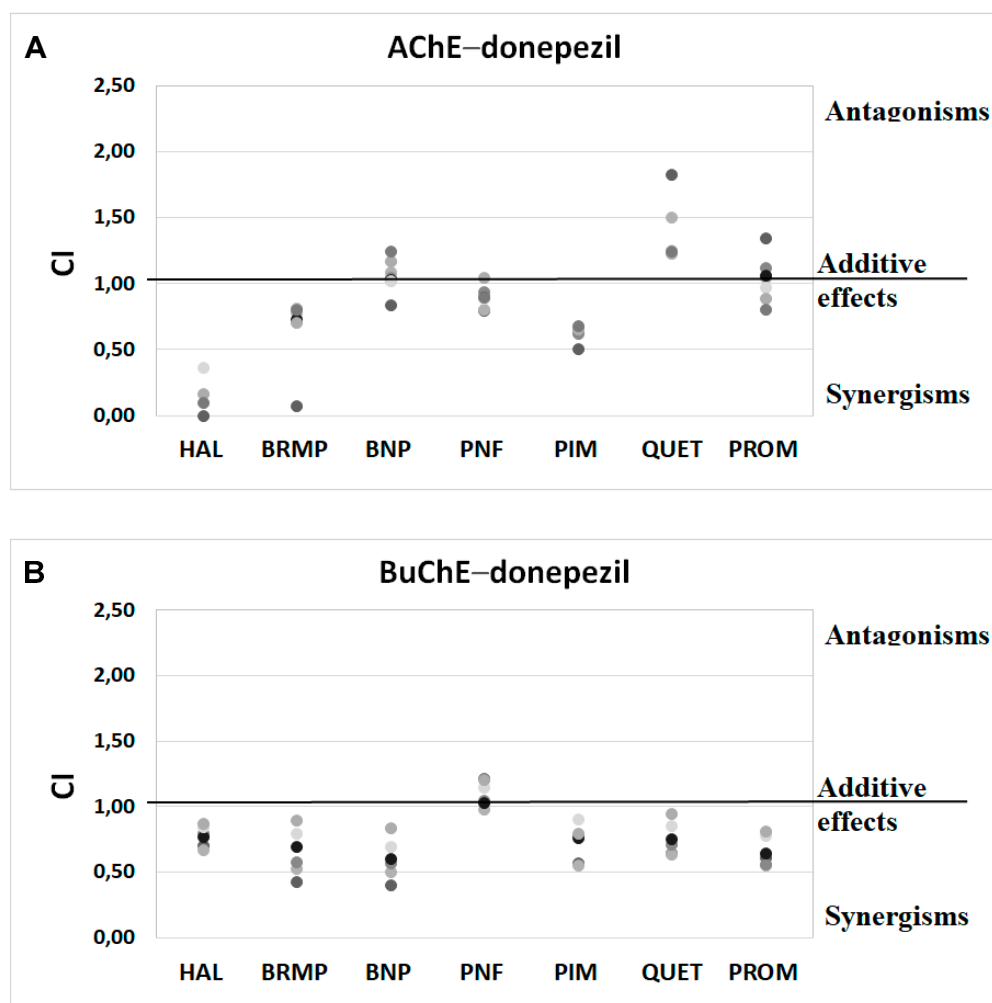 A
AChE–donepezil
2,50
Antagonisms
2,00
1,50
CI
Additive
1,00
effects
0,50
Synergisms
0,00
HAL BRMP BNP PNF PIM QUET PROM
B
BuChE–donepezil
2,50
Antagonisms
2,00
1,50
CI
Additive
1,00
effects
0,50
Synergisms
0,00
HAL BRMP BNP PNF PIM QUET PROM